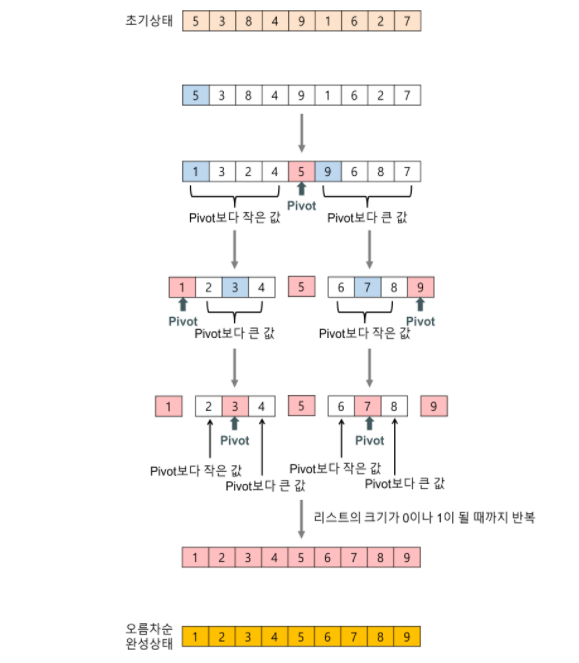 초기상태 5 3 8 4 9 1 6 2 7
5 3 8 4 9 1 6 2 7
1 3 2 4 5 9 6 8 7
Pivot
Pivot보다 작은 값 Pivot보다 큰 값
1 2 3 4 5 6 7 8 9
Pivot Pivot
Pivot보다 큰 값 Pivot보다 작은 값
1 2 3 4 5 6 7 8 9
Pivot Pivot
Pivot보다 작은 값 Pivot보다 작은 값
Pivot보다 큰 값 Pivot보다 큰 값
리스트의 크기가 0이나 1이 될 때까지 반복
1 2 3 4 5 6 7 8 9
오름차순
완성상태 1 2 3 4 5 6 7 8 9